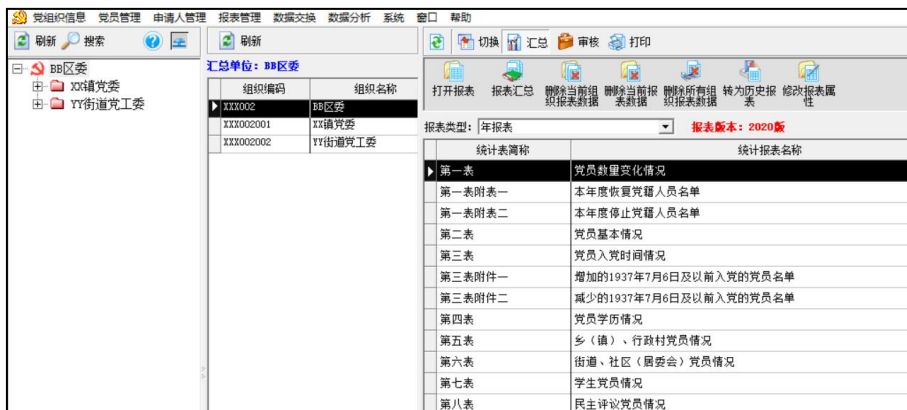 党组织信息 党员管理 申请人管理 报表管理 数据交换 数据分析 系统 窗口 帮助
刷新 搜索
BB区委
XX镇党委
YY街道党工委
刷新
汇总单位：BB区委
组织编码 组织名称
XXX002 BB区委
XXX002001 XX镇党委
XXX002002 YY街道党工委
切换 汇总 审核 打印
打开报表 报表汇总 删除当前组织报表数据 删除当前报表数据 删除所有组织报表数据 转为历史报表 修改报表属性
报表类型：年报表 报表版本：2020版
统计表简称 统计报表名称
第一表 党员数量变化情况
第一表附表一 本年度恢复党籍人员名单
第一表附表二 本年度停止党籍人员名单
第二表 党员基本情况
第三表 党员入党时间情况
第三表附件一 增加的1937年7月6日及以前入党的党员名单
第三表附件二 减少的1937年7月6日及以前入党的党员名单
第四表 党员学历情况
第五表 乡（镇）、行政村党员情况
第六表 街道、社区（居委会）党员情况
第七表 学生党员情况
第八表 民主评议党员情况